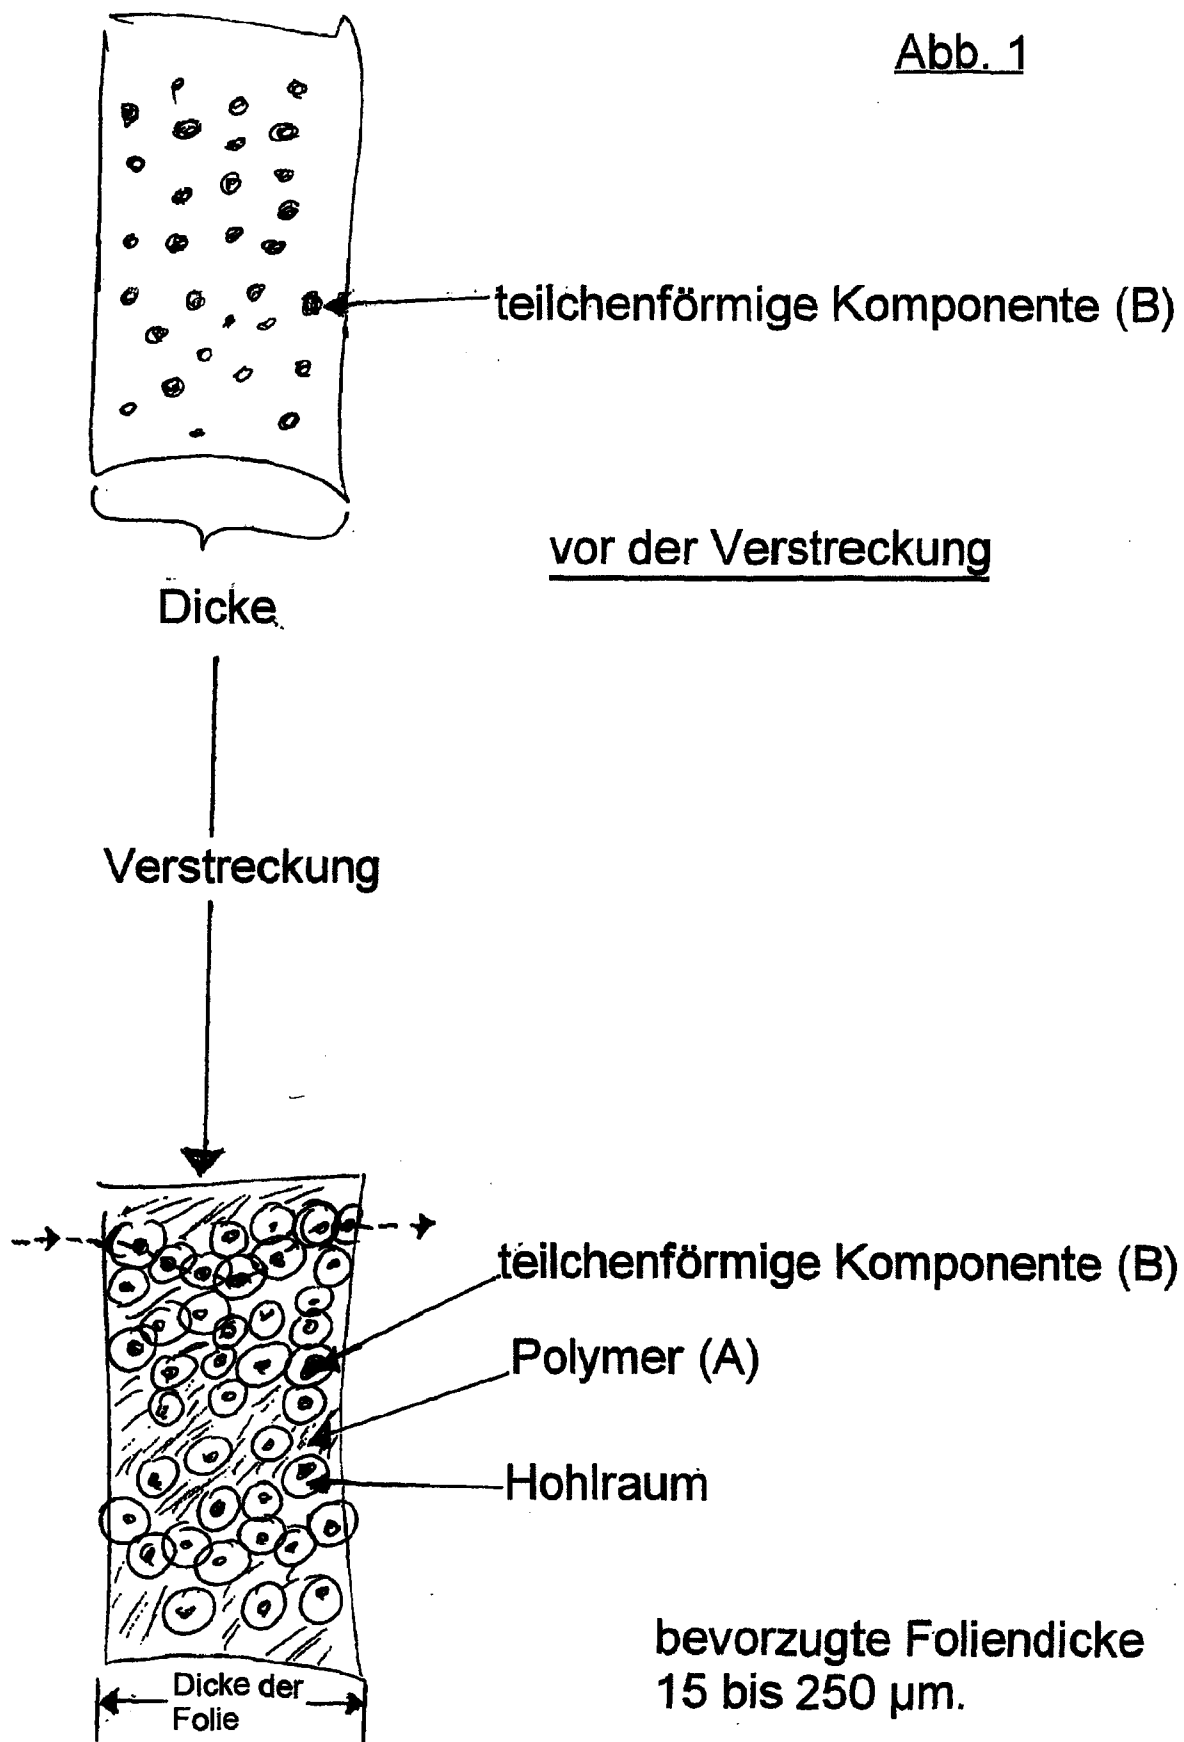 Abb. 1
teilchenförmige Komponente (B)
vor der Verstreckung
Dicke
Verstreckung
teilchenförmige Komponente (B)
Polymer (A)
Hohlraum
bevorzugte Foliendicke
15 bis 250 µm.
Dicke der
Folie